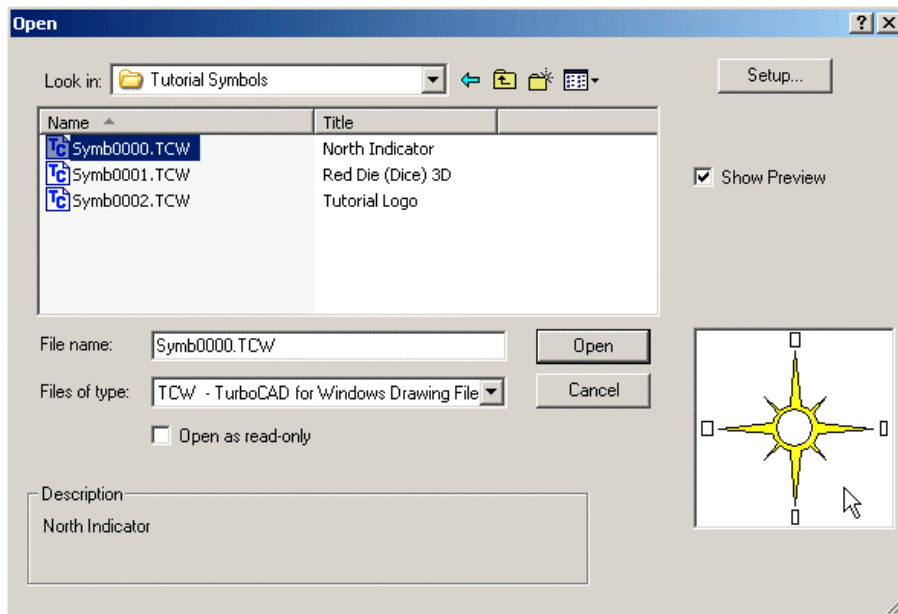 Open
Look in: Tutorial Symbols
Setup...
Name Title
Symb0000.TCW North Indicator
Symb0001.TCW Red Die (Dice) 3D
Symb0002.TCW Tutorial Logo
Show Preview
File name: Symb0000.TCW
Open
Files of type: TCW - TurboCAD for Windows Drawing File
Cancel
Open as read-only
Description
North Indicator